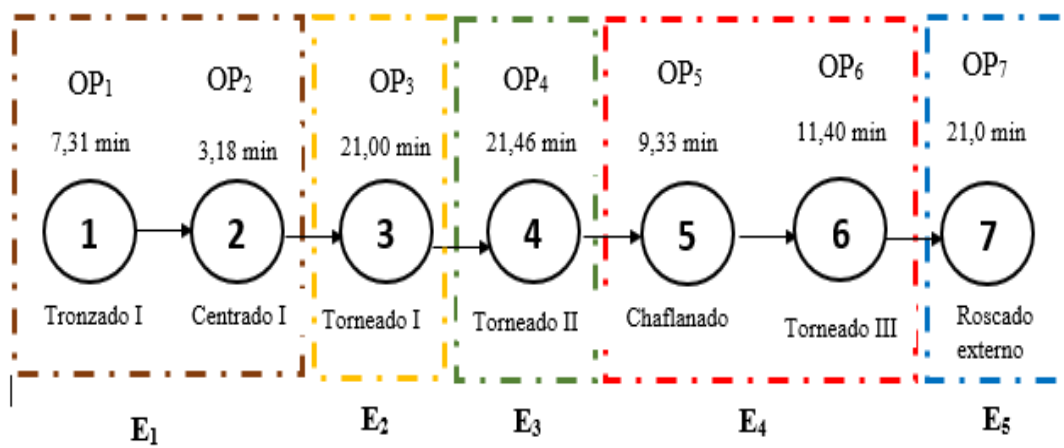 OP₁ OP₂ OP₃ OP₄ OP₅ OP₆ OP₇
7,31 min 3,18 min 21,00 min 21,46 min 9,33 min 11,40 min 21,0 min
1 2 3 4 5 6 7
Tronzado I Centrado I Torneado I Torneado II Chaflanado Torneado III Roscado
externo
E₁ E₂ E₃ E₄ E₅